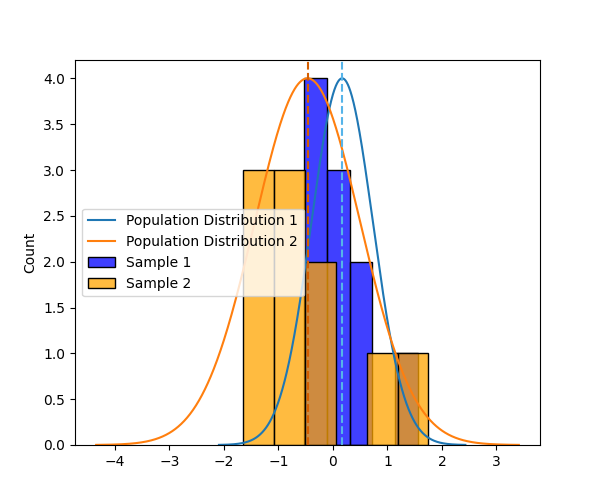 4.0
3.5
3.0
2.5
2.0
1.5
1.0
0.5
0.0
Count
Population Distribution 1
Population Distribution 2
Sample 1
Sample 2
−4 −3 −2 −1 0 1 2 3